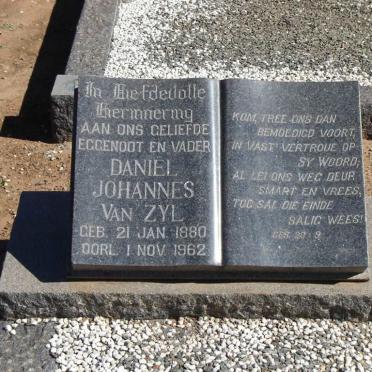 In Liefdevolle
Herinnering
AAN ONS GELIEFDE
EGGENOOT EN VADER
DANIEL
JOHANNES
VAN ZYL
GEB. 21 JAN. 1880
OORL. 1 NOV. 1962
KOM, TREE ONS DAN
BEMOEDIGD VOORT,
IN VAST' VERTROUE OP
SY WOORD;
AL LEI ONS WEG DEUR
SMART EN VREES,
TOG SAL DIE EINDE
SALIG WEES!
GES. 20 : 9